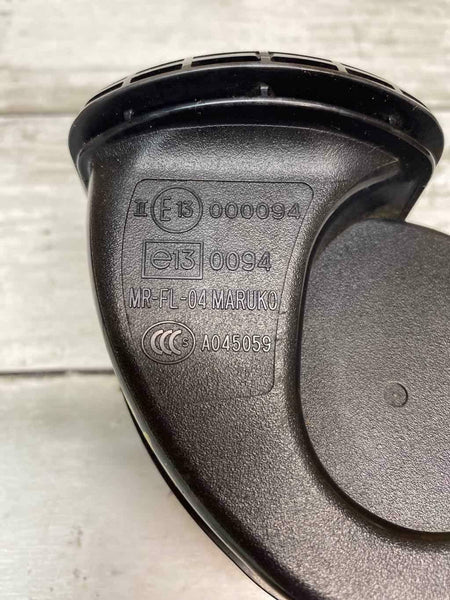 II E13 000094
e13 0094
MR-FL-04 MARUKO
CCC S A045059